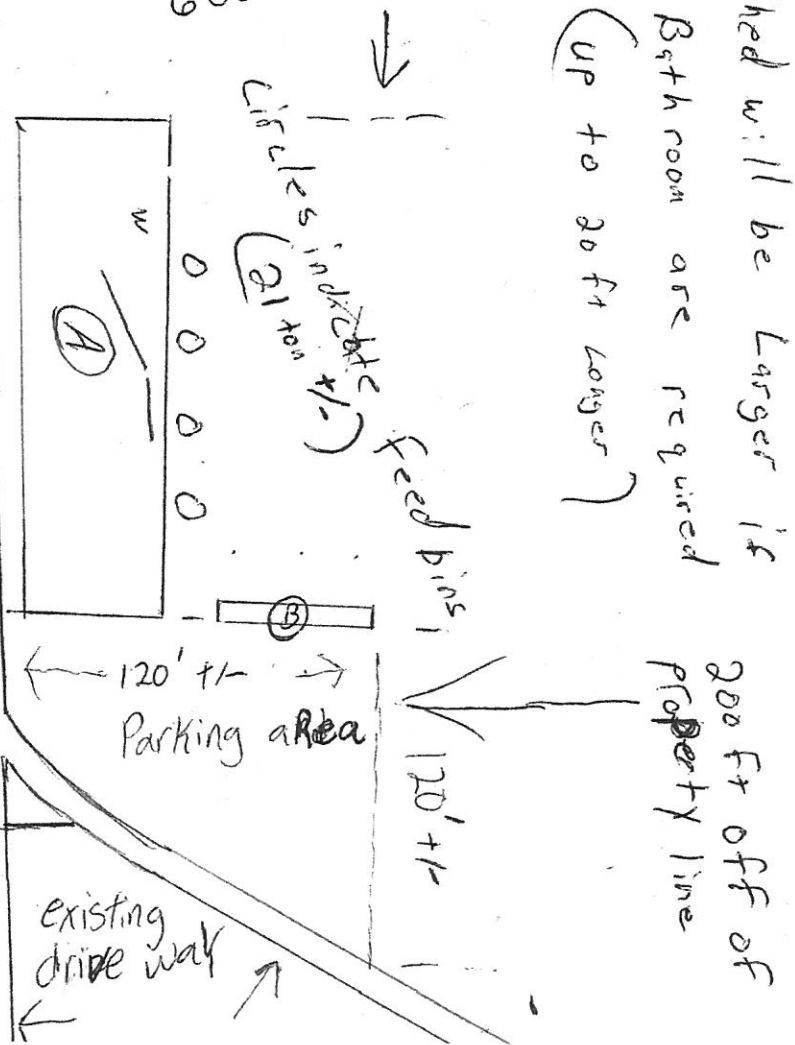 hed will be Larger if
Bathroom are required
(up to 20 ft Longer)
200 ft off of
property line
circles indicate feed bins
(21 ton +/-)
W
A
B
120' +/-
Parking area
120' +/-
existing
drive way